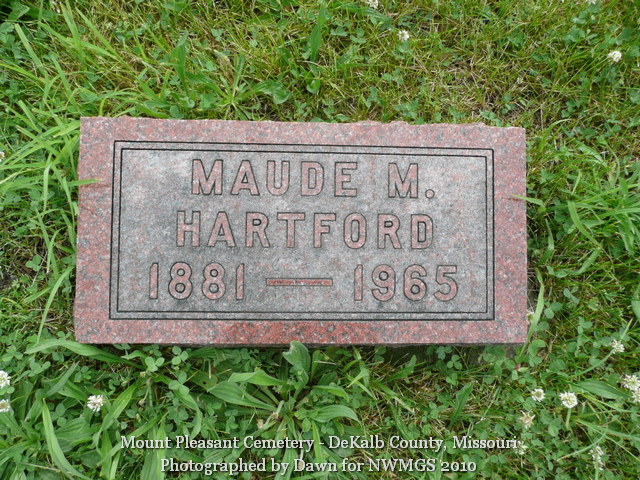 MAUDE M.
HARTFORD
1881 — 1965
Mount Pleasant Cemetery - DeKalb County, Missouri
Photographed by Dawn for NWMGS 2010